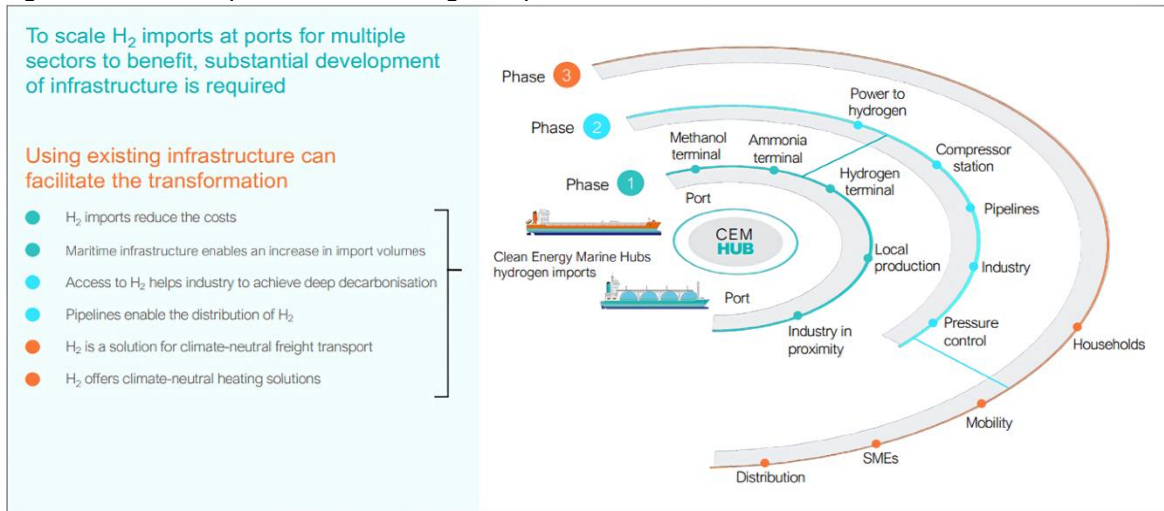 To scale H₂ imports at ports for multiple
sectors to benefit, substantial development
of infrastructure is required
Using existing infrastructure can
facilitate the transformation
H₂ imports reduce the costs
Maritime infrastructure enables an increase in import volumes
Access to H₂ helps industry to achieve deep decarbonisation
Pipelines enable the distribution of H₂
H₂ is a solution for climate-neutral freight transport
H₂ offers climate-neutral heating solutions
Phase 3
Phase 2
Phase 1
Power to
hydrogen
Methanol
terminal
Ammonia
terminal
Hydrogen
terminal
Compressor
station
Pipelines
Port
CEM
HUB
Clean Energy Marine Hubs
hydrogen imports
Local
production
Industry
Port
Industry in
proximity
Pressure
control
Households
Mobility
SMEs
Distribution